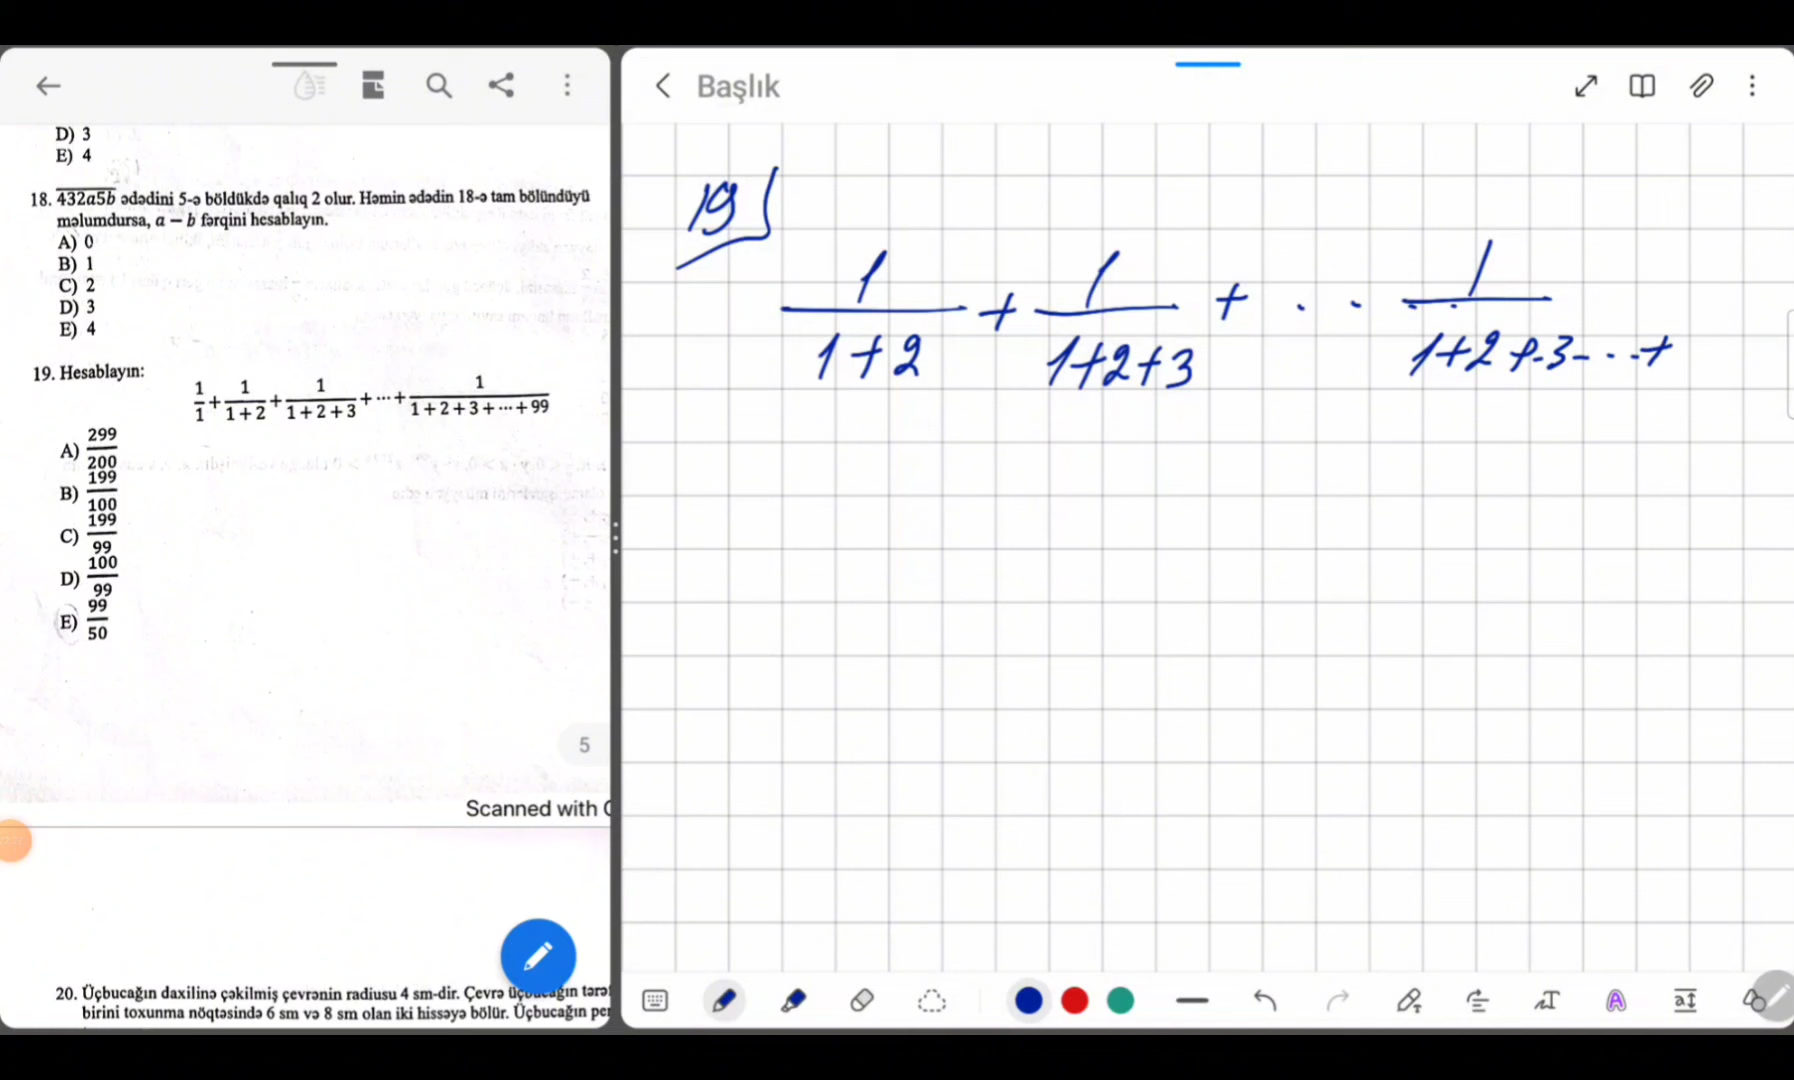 D) 3
E) 4
18. 432a5b ədədini 5-ə böldükdə qalıq 2 olur. Həmin ədədin 18-ə tam bölündüyü
məlumdursa, a − b fərqini hesablayın.
A) 0
B) 1
C) 2
D) 3
E) 4
19. Hesablayın:
1/1 + 1/(1+2) + 1/(1+2+3) + ⋯ + 1/(1+2+3+⋯+99)
A) 299/200
B) 199/100
C) 199/99
D) 100/99
E) 99/50
5
Scanned with
20. Üçbucağın daxilinə çəkilmiş çevrənin radiusu 4 sm-dir. Çevrə üçbucağın
birini toxunma nöqtəsində 6 sm və 8 sm olan iki hissəyə bölür. Üçbucağın
Başlık
19
1/(1+2) + 1/(1+2+3) + .... 1/(1+2+3-...+